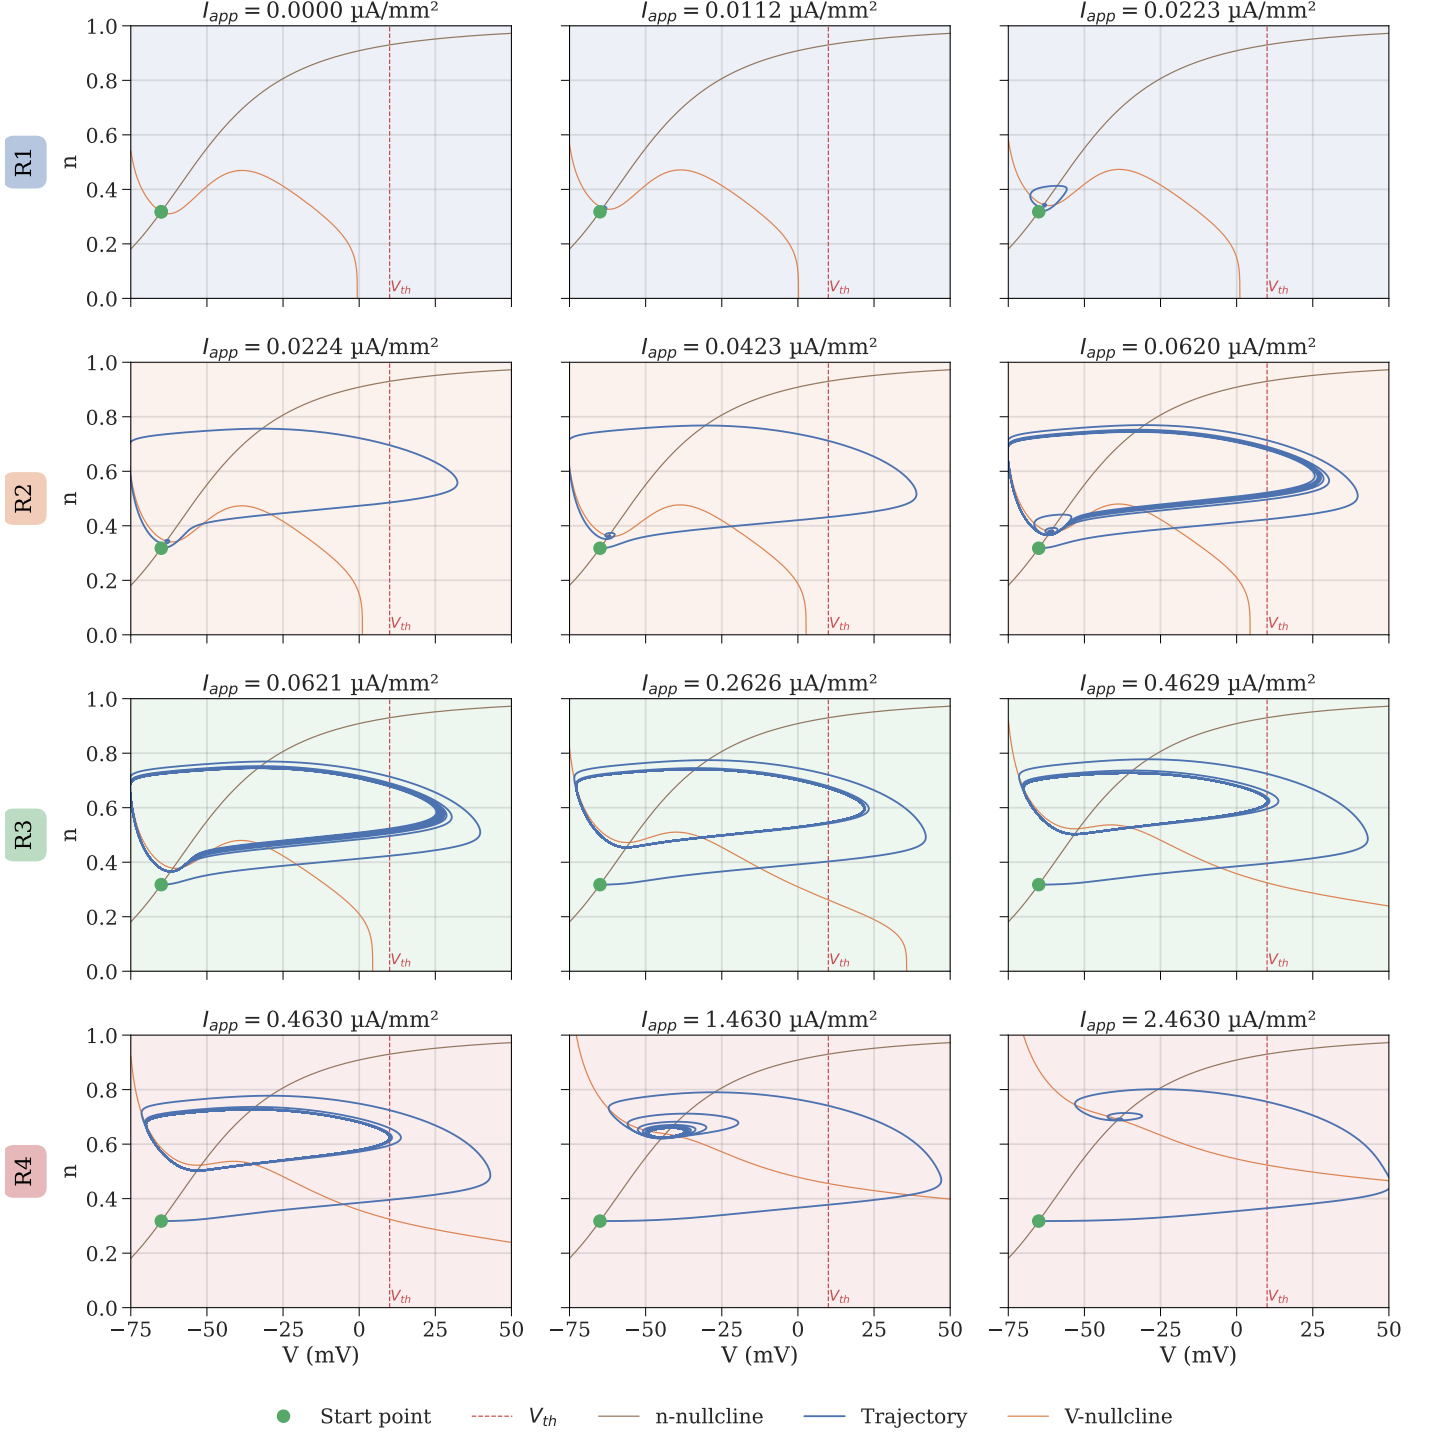 I_app = 0.0000 µA/mm²
I_app = 0.0112 µA/mm²
I_app = 0.0223 µA/mm²
R1
n
1.0
0.8
0.6
0.4
0.2
0.0
V_th
V_th
V_th
I_app = 0.0224 µA/mm²
I_app = 0.0423 µA/mm²
I_app = 0.0620 µA/mm²
R2
n
1.0
0.8
0.6
0.4
0.2
0.0
V_th
V_th
V_th
I_app = 0.0621 µA/mm²
I_app = 0.2626 µA/mm²
I_app = 0.4629 µA/mm²
R3
n
1.0
0.8
0.6
0.4
0.2
0.0
V_th
V_th
V_th
I_app = 0.4630 µA/mm²
I_app = 1.4630 µA/mm²
I_app = 2.4630 µA/mm²
R4
n
1.0
0.8
0.6
0.4
0.2
0.0
V_th
V_th
V_th
−75 −50 −25 0 25 50
−75 −50 −25 0 25 50
−75 −50 −25 0 25 50
V (mV)
V (mV)
V (mV)
Start point V_th n-nullcline Trajectory V-nullcline